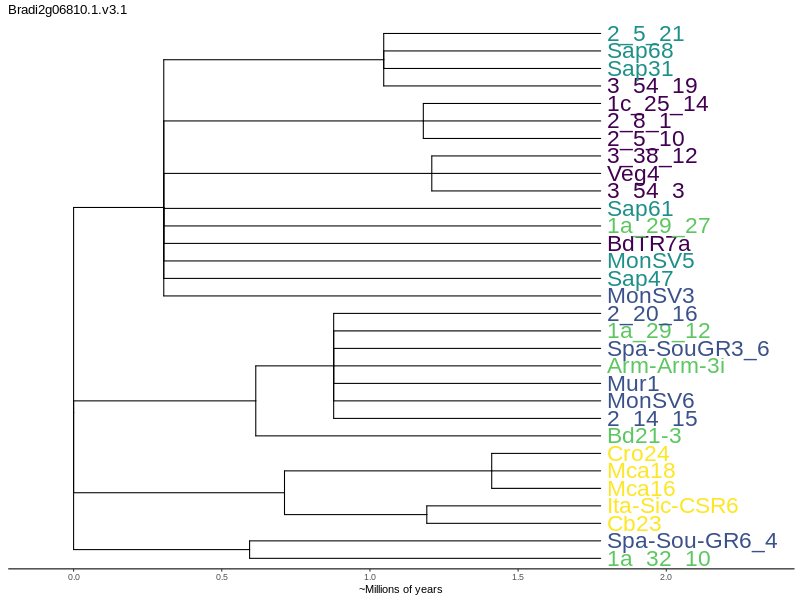 Bradi2g06810.1.v3.1
2_5_21
Sap68
Sap31
3_54_19
1c_25_14
2_8_1
2_5_10
3_38_12
Veg4
3_54_3
Sap61
1a_29_27
BdTR7a
MonSV5
Sap47
MonSV3
2_20_16
1a_29_12
Spa-SouGR3_6
Arm-Arm-3i
Mur1
MonSV6
2_14_15
Bd21-3
Cro24
Mca18
Mca16
Ita-Sic-CSR6
Cb23
Spa-Sou-GR6_4
1a_32_10
0.0 0.5 1.0 1.5 2.0
~Millions of years